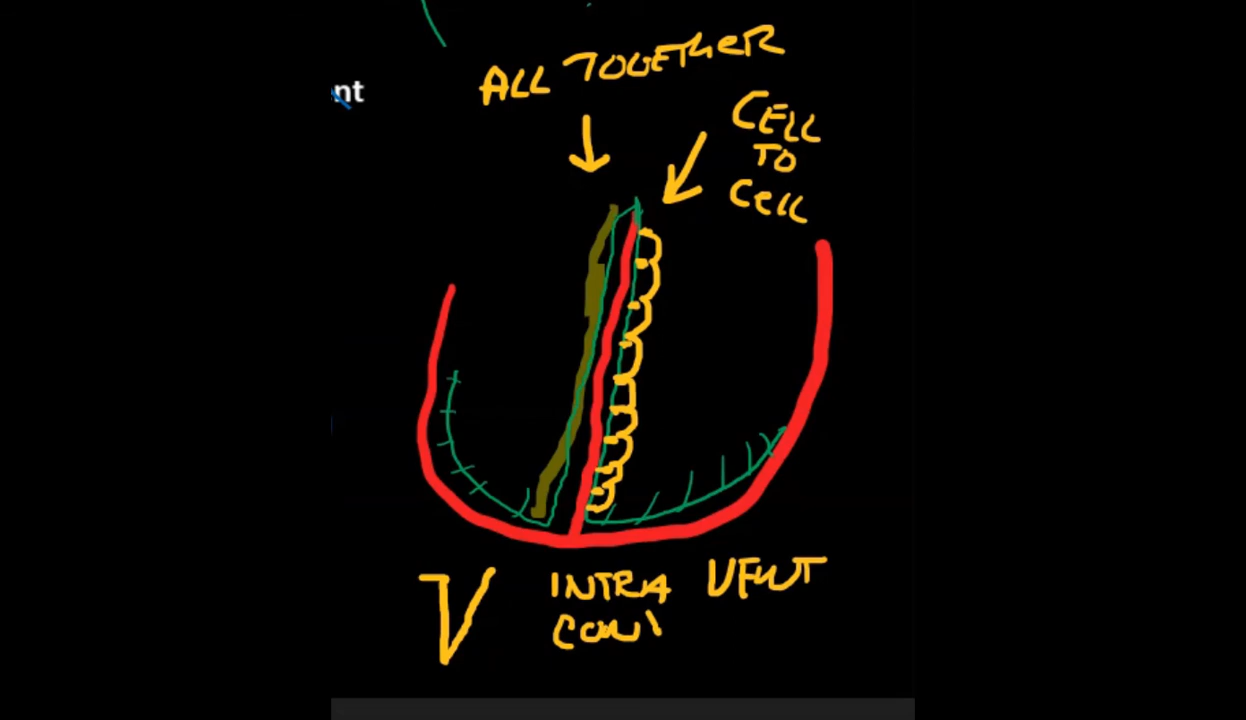 ALL TOGETHER
nt
CELL
TO
Cell
INTRA VENT
CON